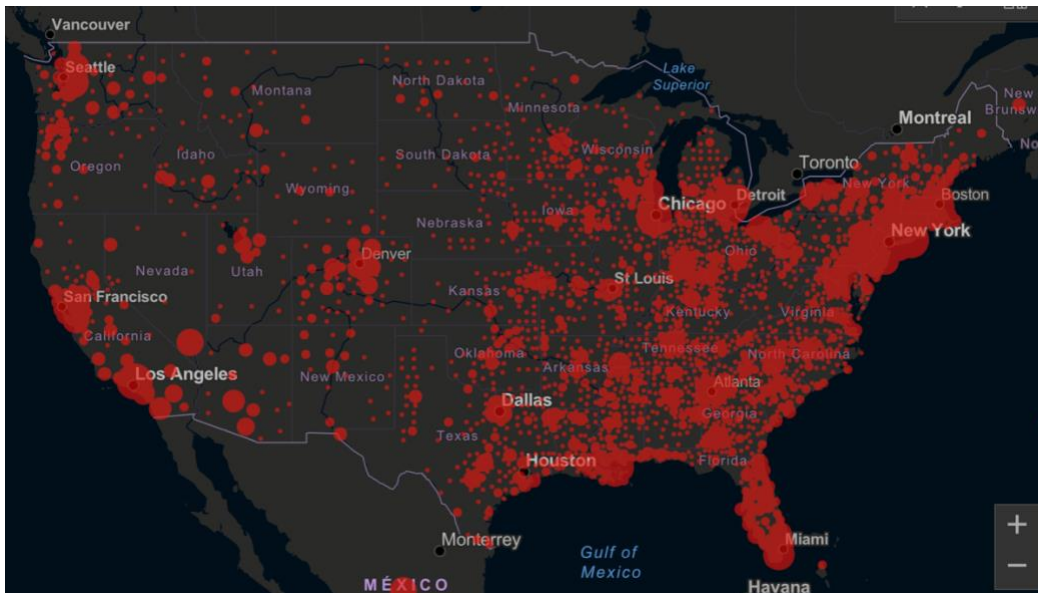 Vancouver
Seattle
Lake
Superior
North Dakota
Montana
Minnesota
New
Brunsw
Montreal
No
Oregon
Idaho
South Dakota
Wisconsin
Toronto
Wyoming
New York
Detroit
Boston
Chicago
Nebraska
Iowa
New York
Nevada
Utah
Denver
Ohio
St Louis
San Francisco
Kansas
Kentucky
Virginia
California
Tennessee
North Carolina
Oklahoma
Arkansas
Los Angeles
New Mexico
Atlanta
Dallas
Georgia
Texas
Houston
Florida
Monterrey
Miami
Gulf of
Mexico
MÉXICO
Havana
+
−